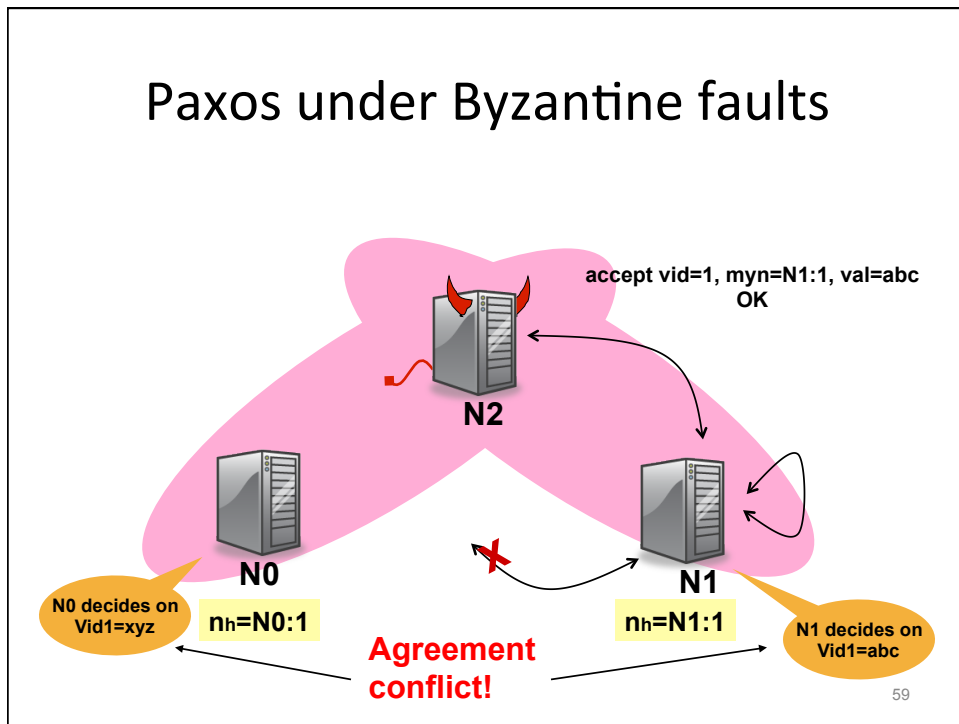 Paxos under Byzantine faults
accept vid=1, myn=N1:1, val=abc
OK
N2
N0
N1
N0 decides on
Vid1=xyz
nh=N0:1
nh=N1:1
N1 decides on
Vid1=abc
Agreement
conflict!
59